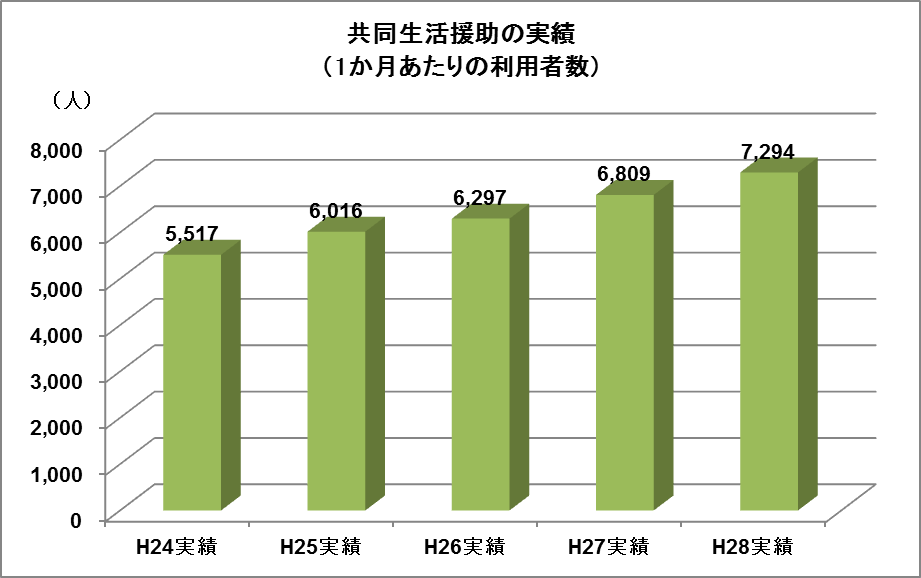 共同生活援助の実績
（1か月あたりの利用者数）
（人）
8,000
7,000
6,000
5,000
4,000
3,000
2,000
1,000
0
5,517
6,016
6,297
6,809
7,294
H24実績
H25実績
H26実績
H27実績
H28実績